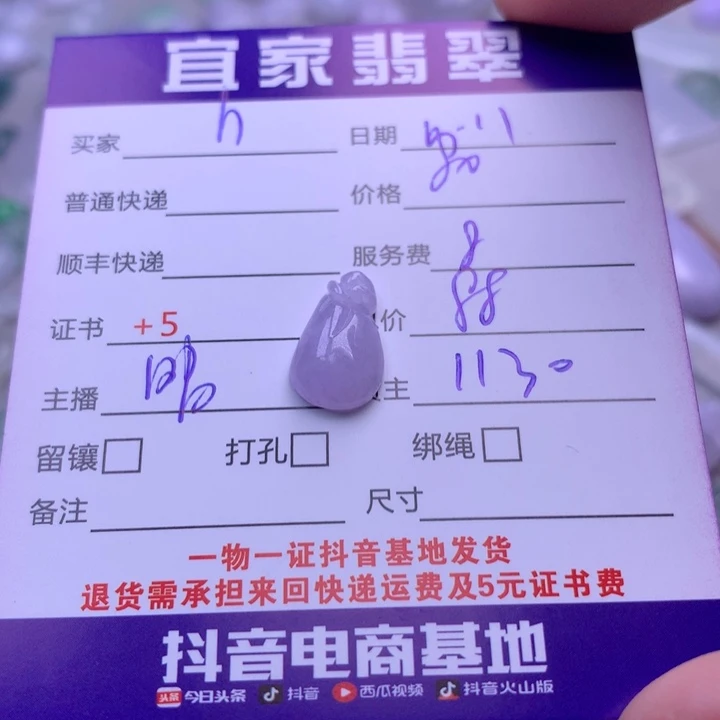 宜家翡翠
买家 h 日期
普通快递 价格
顺丰快递 服务费
证书 +5 价
主播 主 1130
留镶 打孔 绑绳
备注 尺寸
一物一证抖音基地发货
退货需承担来回快递运费及5元证书费
抖音电商基地
头条 今日头条 抖音 西瓜视频 抖音火山版